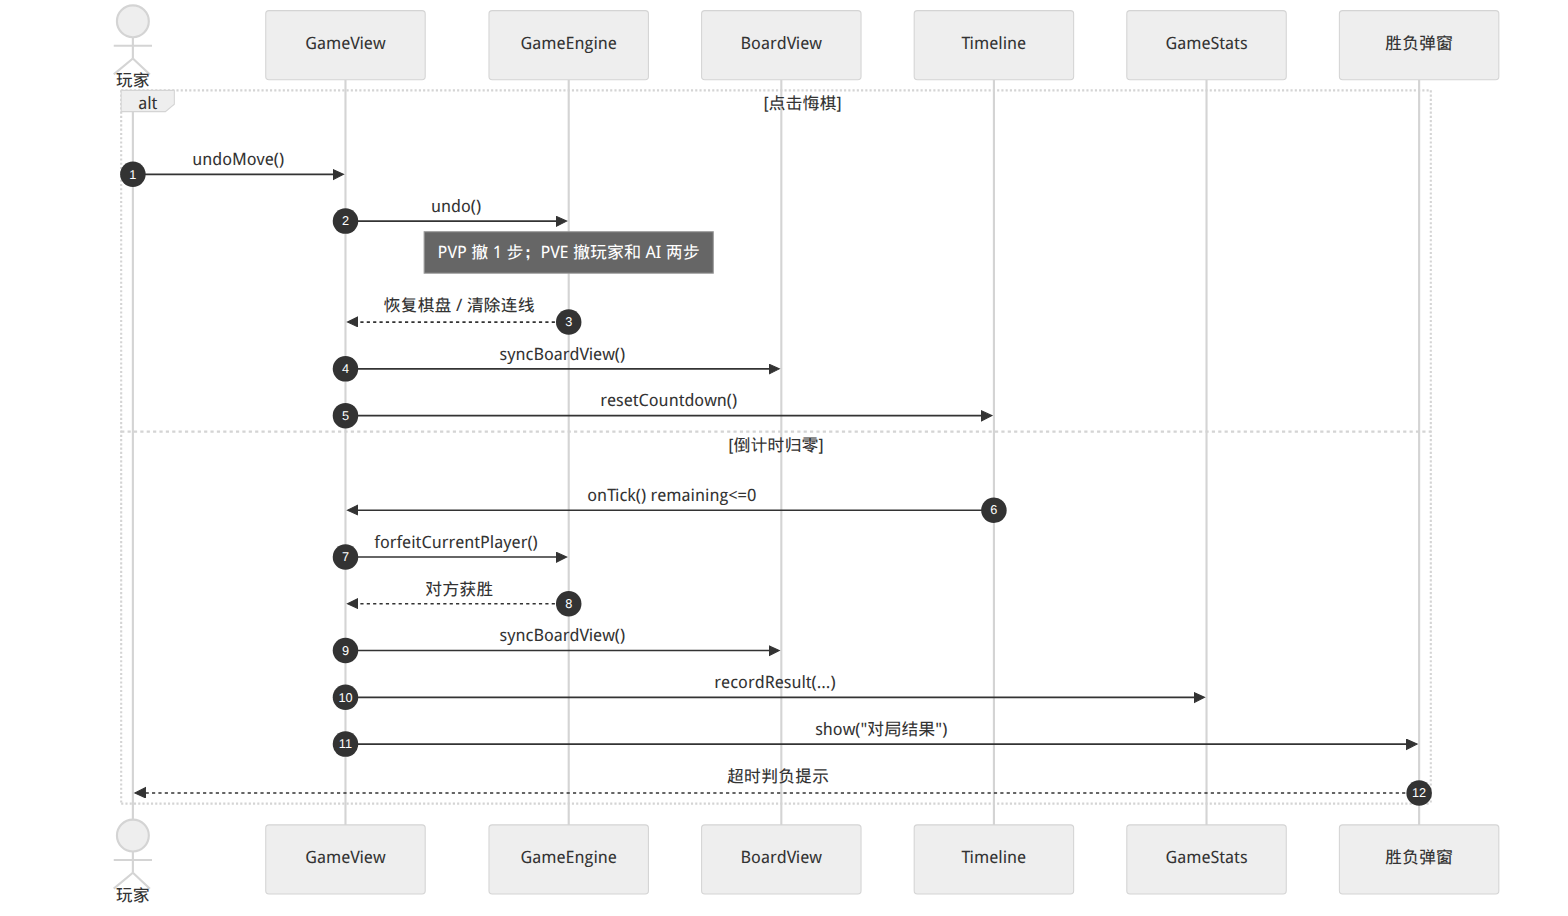 玩家
GameView
GameEngine
BoardView
Timeline
GameStats
胜负弹窗
alt
[点击悔棋]
undoMove()
1
undo()
2
PVP 撤 1 步；PVE 撤玩家和 AI 两步
恢复棋盘 / 清除连线
3
syncBoardView()
4
resetCountdown()
5
[倒计时归零]
onTick() remaining<=0
6
forfeitCurrentPlayer()
7
对方获胜
8
syncBoardView()
9
recordResult(...)
10
show("对局结果")
11
超时判负提示
12
玩家
GameView
GameEngine
BoardView
Timeline
GameStats
胜负弹窗